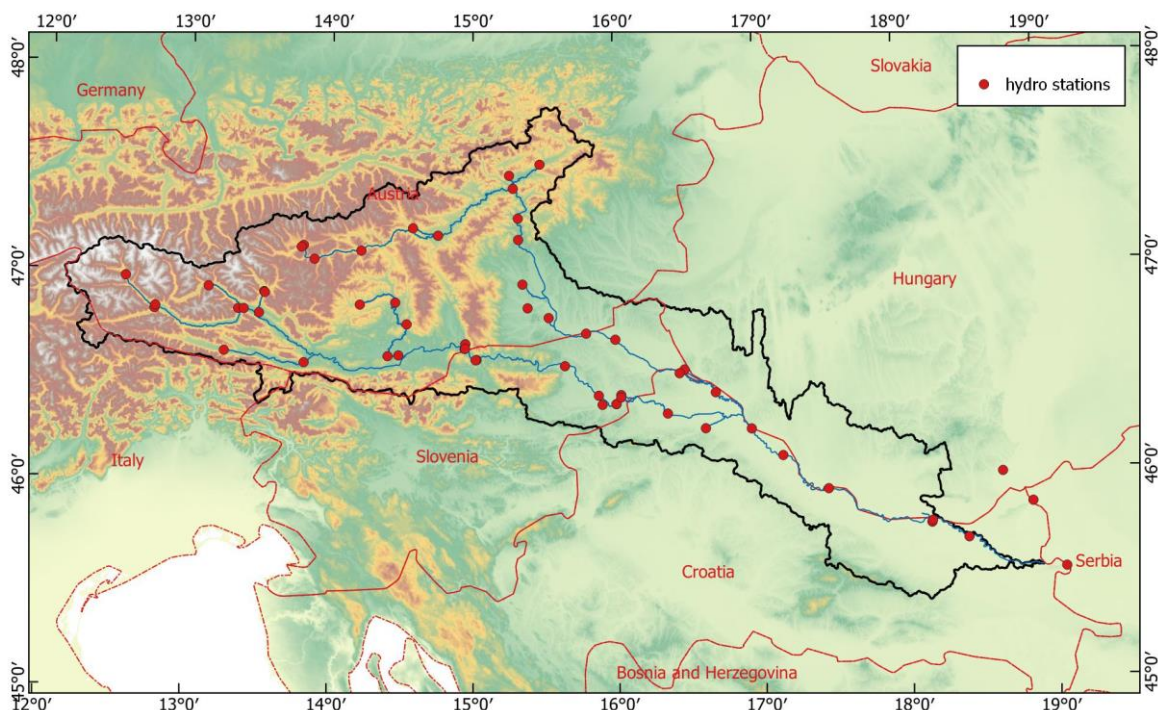 12°0′ 13°0′ 14°0′ 15°0′ 16°0′ 17°0′ 18°0′ 19°0′
48°0′ 48°0′
Slovakia
Germany
hydro stations
Austria
47°0′ 47°0′
Hungary
Italy
Slovenia
46°0′ 46°0′
Croatia
Serbia
Bosnia and Herzegovina
45°0′ 45°0′
12°0′ 13°0′ 14°0′ 15°0′ 16°0′ 17°0′ 18°0′ 19°0′